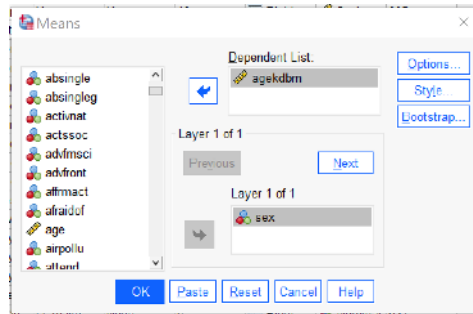 Means
absingle
absingleg
activnat
actssoc
advfmsci
advfront
affrmact
afraidof
age
airpollu
attend
Dependent List:
agekdbrn
Layer 1 of 1
Previous
Next
Layer 1 of 1
sex
Options...
Style...
Bootstrap...
OK
Paste
Reset
Cancel
Help